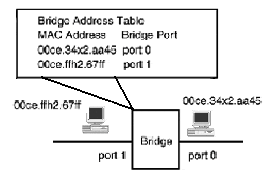 Bridge Address Table
MAC Address Bridge Port
00ce.34x2.aa45 port 0
00ce.ffh2.67ff port 1
00ce.ffh2.67ff
00ce.34x2.aa45
Bridge
port 1
port 0